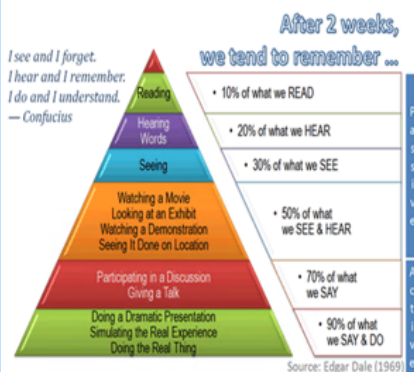 After 2 weeks,
we tend to remember ...
I see and I forget.
I hear and I remember.
I do and I understand.
— Confucius
Reading
• 10% of what we READ
Hearing
Words
• 20% of what we HEAR
Seeing
• 30% of what we SEE
Watching a Movie
Looking at an Exhibit
Watching a Demonstration
Seeing It Done on Location
• 50% of what
we SEE & HEAR
Participating in a Discussion
Giving a Talk
• 70% of what
we SAY
Doing a Dramatic Presentation
Simulating the Real Experience
Doing the Real Thing
• 90% of what
we SAY & DO
Source: Edgar Dale (1969)